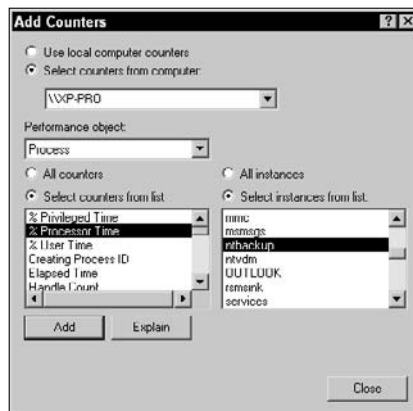 Add Counters
Use local computer counters
Select counters from computer:
\\XP-PRO
Performance object:
Process
All counters
All instances
Select counters from list
Select instances from list:
% Privileged Time
% Processor Time
% User Time
Creating Process ID
Elapsed Time
Handle Count
mmc
msmsgs
ntbackup
ntvdm
OUTLOOK
rsmsink
services
Add
Explain
Close